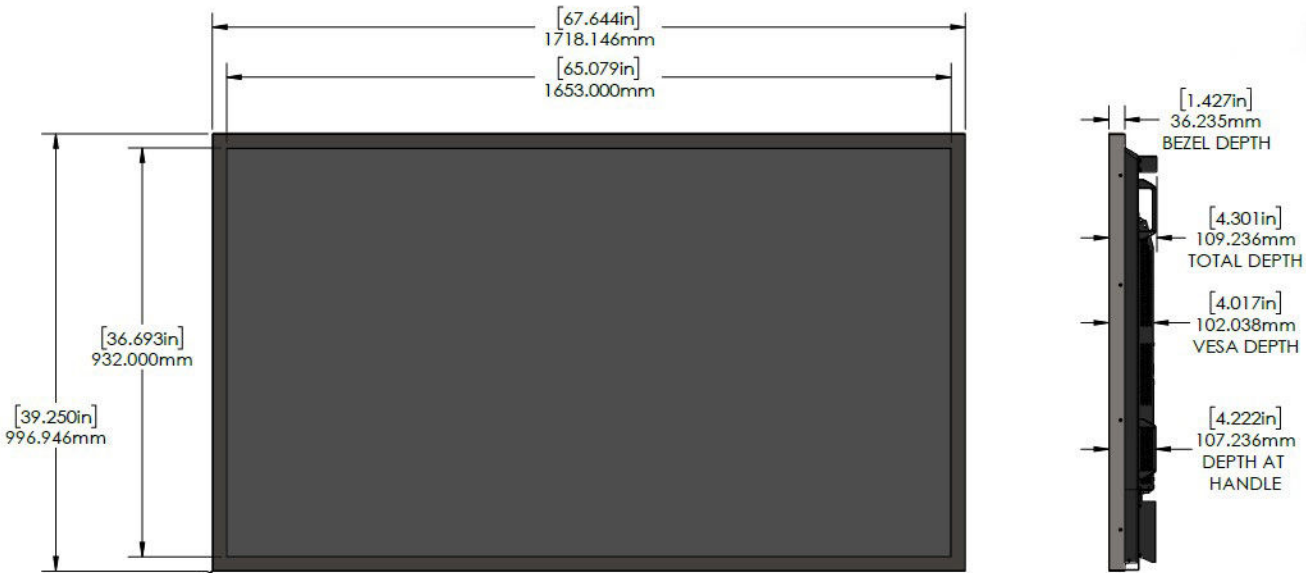 [67.644in]
1718.146mm
[65.079in]
1653.000mm
[1.427in]
36.235mm
BEZEL DEPTH
[4.301in]
109.236mm
TOTAL DEPTH
[4.017in]
102.038mm
VESA DEPTH
[36.693in]
932.000mm
[39.250in]
996.946mm
[4.222in]
107.236mm
DEPTH AT
HANDLE